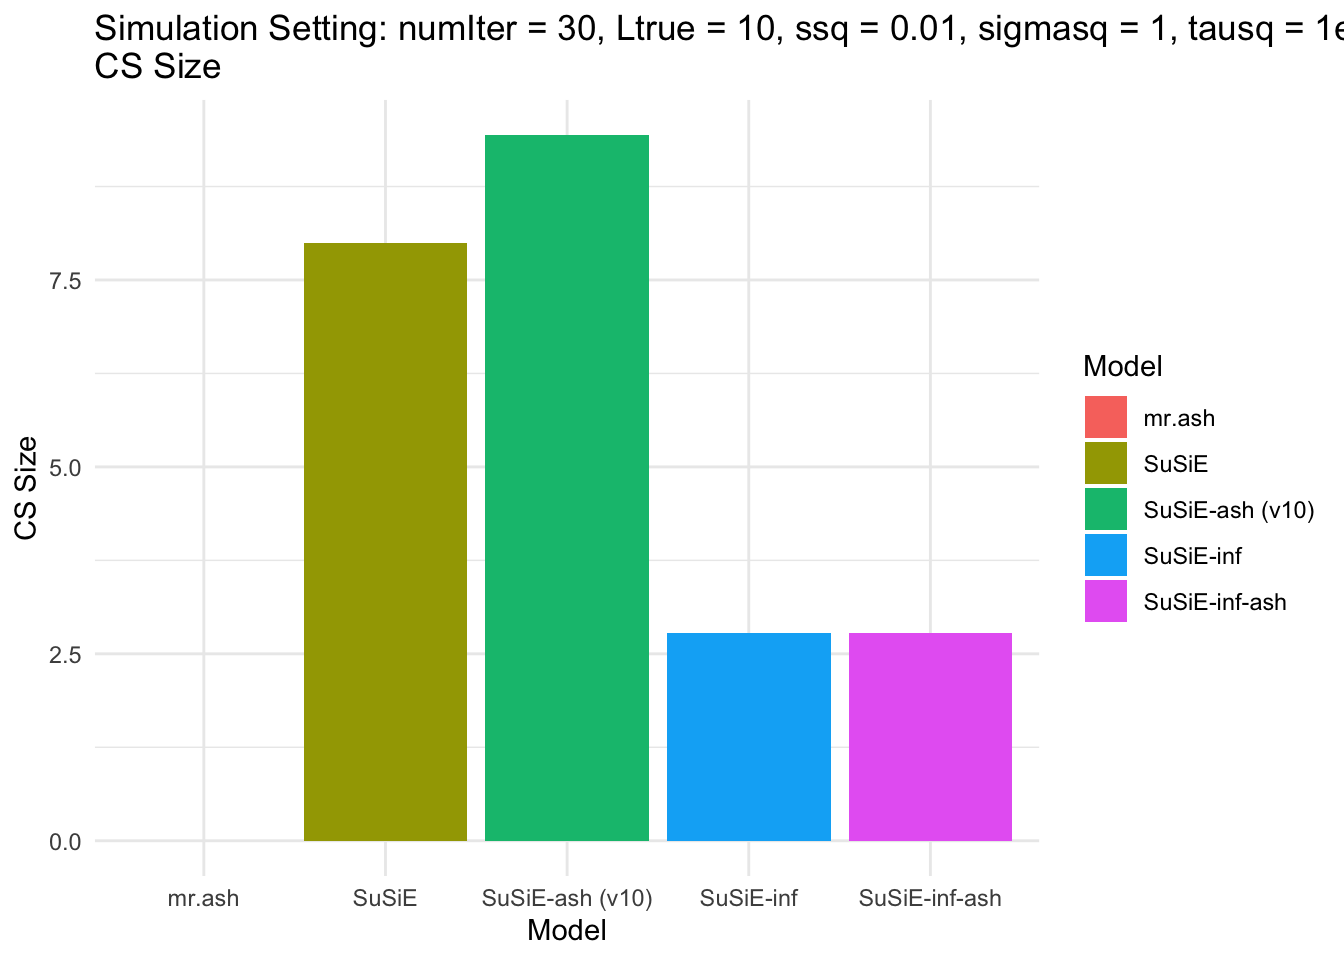 Simulation Setting: numIter = 30, Ltrue = 10, ssq = 0.01, sigmasq = 1, tausq = 1e
CS Size
CS Size
7.5
5.0
2.5
0.0
mr.ash
SuSiE
SuSiE-ash (v10)
SuSiE-inf
SuSiE-inf-ash
Model
Model
mr.ash
SuSiE
SuSiE-ash (v10)
SuSiE-inf
SuSiE-inf-ash